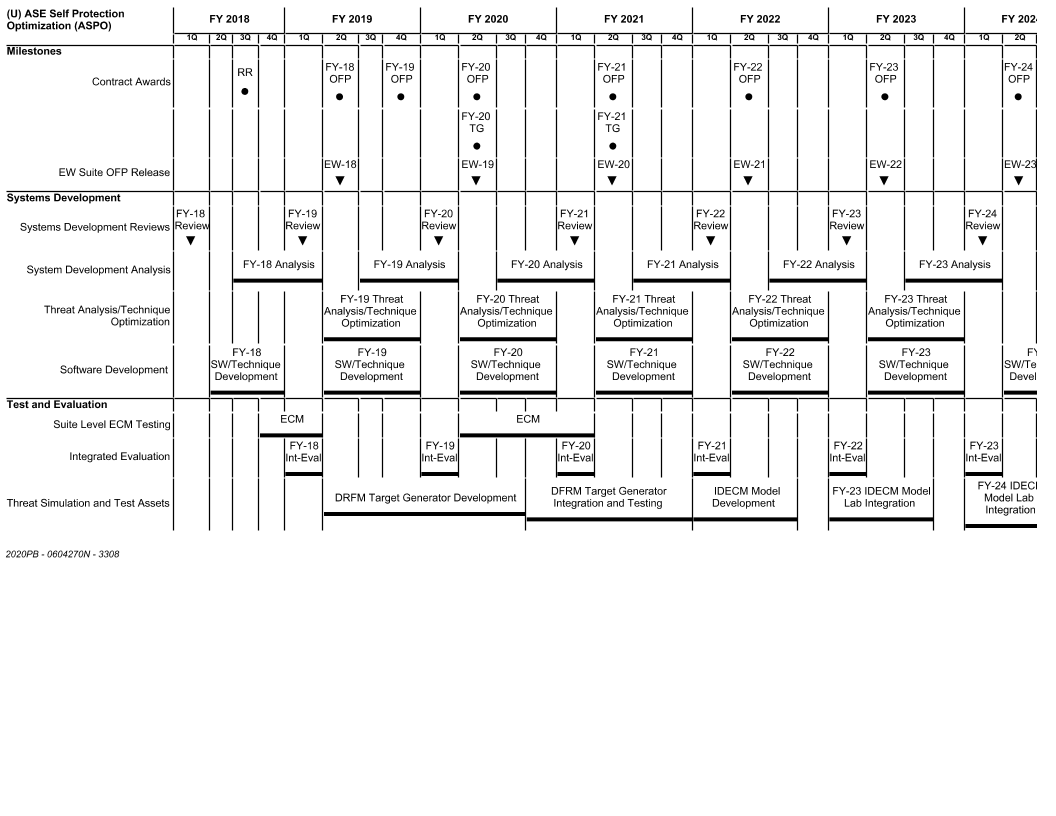 (U) ASE Self Protection
Optimization (ASPO)
FY 2018 FY 2019 FY 2020 FY 2021 FY 2022 FY 2023 FY 202
1Q 2Q 3Q 4Q 1Q 2Q 3Q 4Q 1Q 2Q 3Q 4Q 1Q 2Q 3Q 4Q 1Q 2Q 3Q 4Q 1Q 2Q 3Q 4Q 1Q 2Q
Milestones
Contract Awards
RR
FY-18
OFP
FY-19
OFP
FY-20
OFP
FY-21
OFP
FY-22
OFP
FY-23
OFP
FY-24
OFP
FY-20
TG
FY-21
TG
EW Suite OFP Release
EW-18
EW-19
EW-20
EW-21
EW-22
EW-23
Systems Development
Systems Development Reviews
FY-18
Review
FY-19
Review
FY-20
Review
FY-21
Review
FY-22
Review
FY-23
Review
FY-24
Review
System Development Analysis
FY-18 Analysis
FY-19 Analysis
FY-20 Analysis
FY-21 Analysis
FY-22 Analysis
FY-23 Analysis
Threat Analysis/Technique
Optimization
FY-19 Threat
Analysis/Technique
Optimization
FY-20 Threat
Analysis/Technique
Optimization
FY-21 Threat
Analysis/Technique
Optimization
FY-22 Threat
Analysis/Technique
Optimization
FY-23 Threat
Analysis/Technique
Optimization
Software Development
FY-18
SW/Technique
Development
FY-19
SW/Technique
Development
FY-20
SW/Technique
Development
FY-21
SW/Technique
Development
FY-22
SW/Technique
Development
FY-23
SW/Technique
Development
SW/Te
Devel
Test and Evaluation
Suite Level ECM Testing
ECM
ECM
Integrated Evaluation
FY-18
Int-Eval
FY-19
Int-Eval
FY-20
Int-Eval
FY-21
Int-Eval
FY-22
Int-Eval
FY-23
Int-Eval
Threat Simulation and Test Assets
DRFM Target Generator Development
DFRM Target Generator
Integration and Testing
IDECM Model
Development
FY-23 IDECM Model
Lab Integration
FY-24 IDEC
Model Lab
Integration
2020PB - 0604270N - 3308